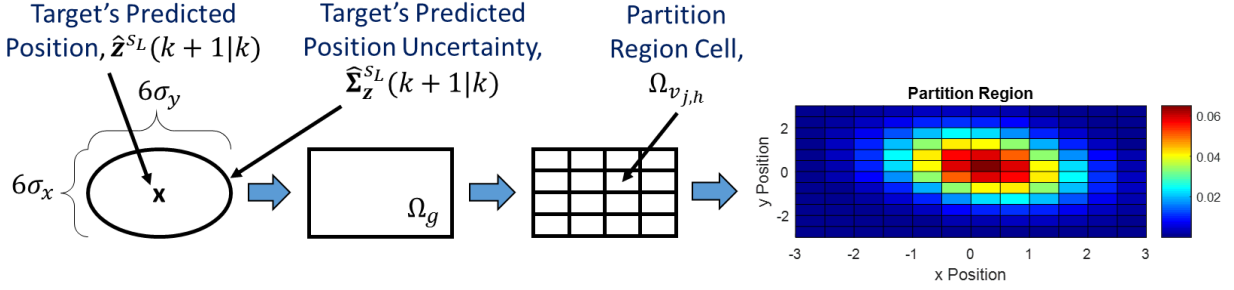 Target's Predicted
Position, ẑ^{S_L}(k + 1|k)
Target's Predicted
Position Uncertainty,
Σ̂_z^{S_L}(k + 1|k)
Partition
Region Cell,
Ω_{v_{j,h}}
6σ_y
6σ_x
x
Ω_g
Partition Region
y Position
2
0
-2
-3
-2
-1
0
1
2
3
x Position
0.06
0.04
0.02